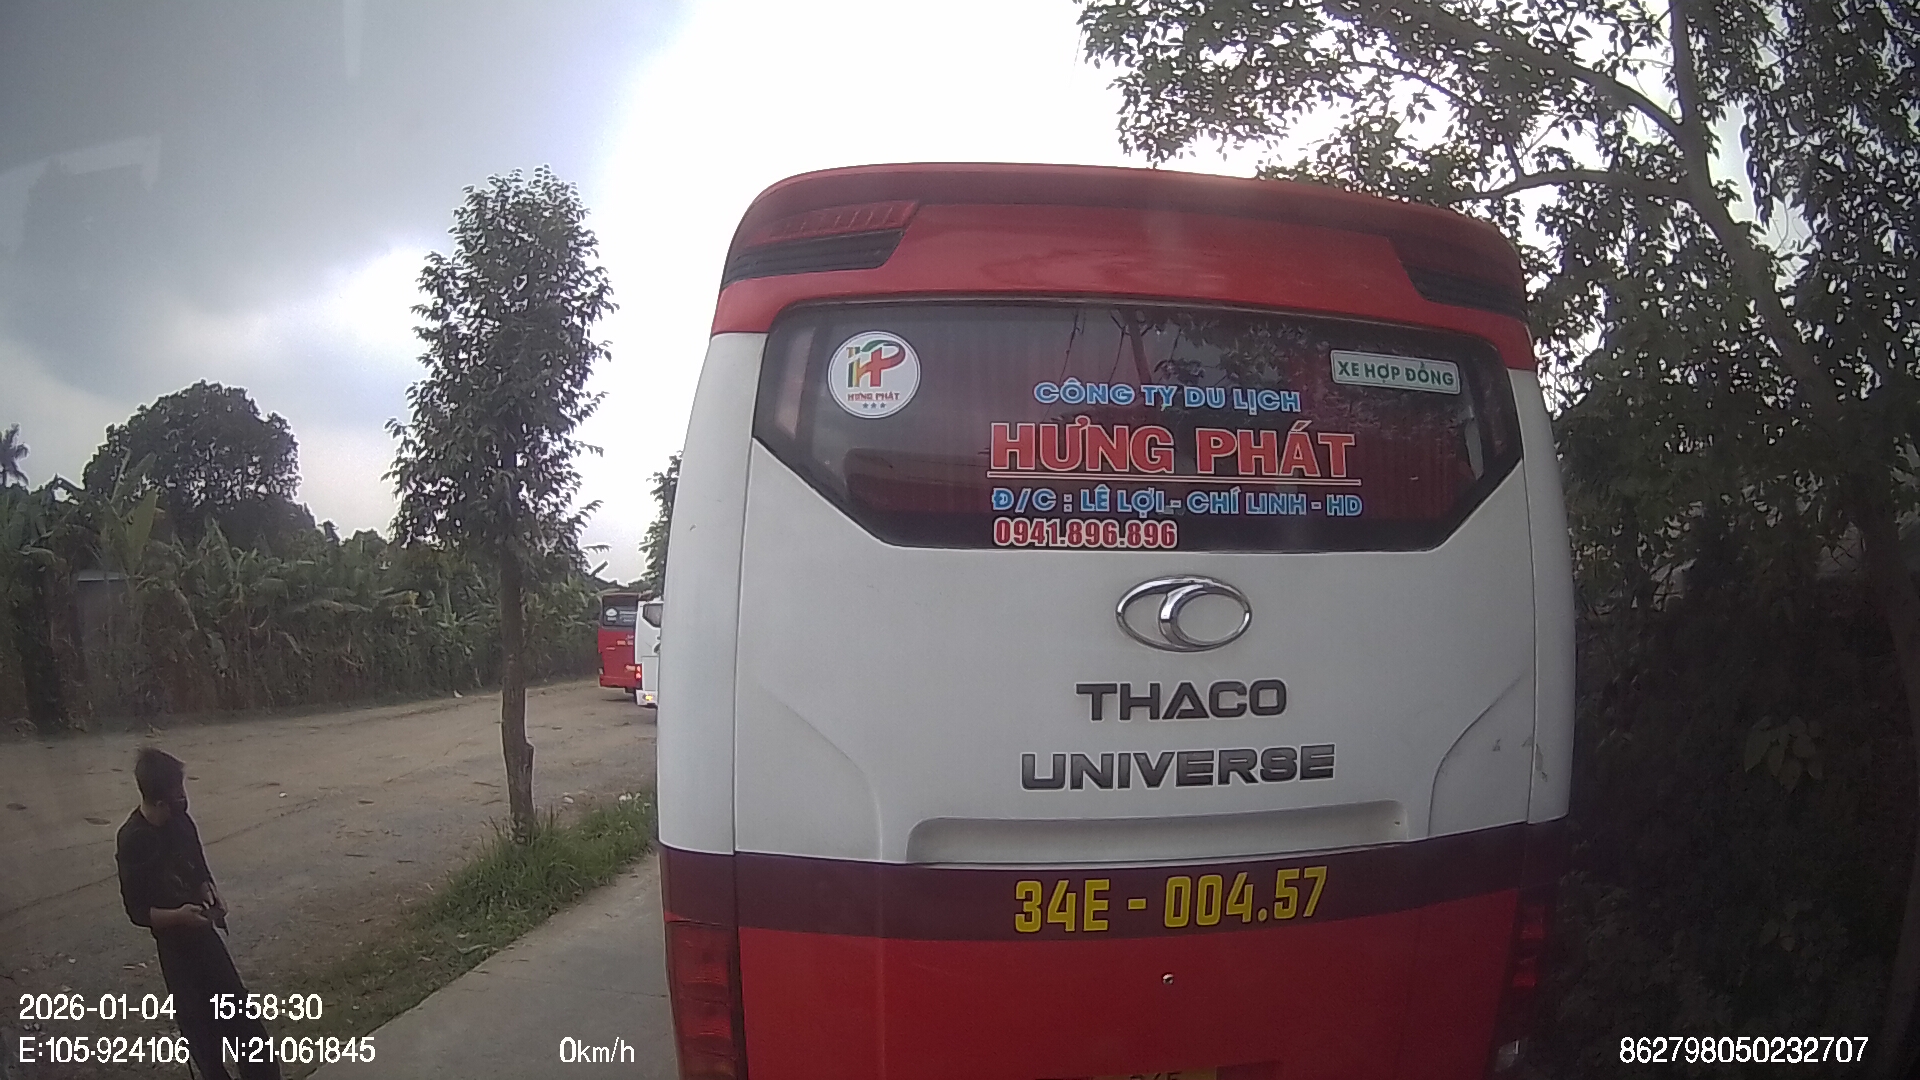 HƯNG PHÁT
XE HỢP ĐỒNG
CÔNG TY DU LỊCH
HƯNG PHÁT
Đ/C : LÊ LỢI - CHÍ LINH - HD
0941.896.896
THACO
UNIVERSE
34E - 004.57
2026-01-04 15:58:30
E:105.924106 N:21.061845 0km/h 862798050232707